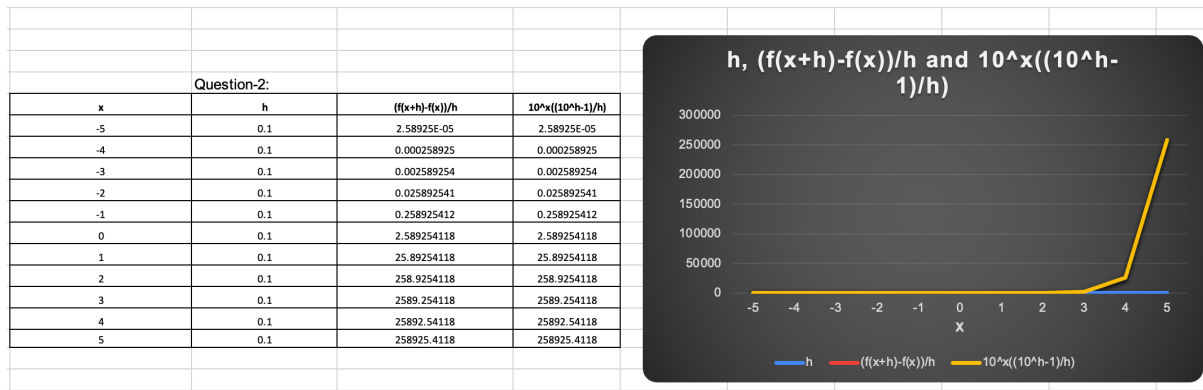 Question-2:
x h (f(x+h)-f(x))/h 10^x((10^h-1)/h)
-5 0.1 2.58925E-05 2.58925E-05
-4 0.1 0.000258925 0.000258925
-3 0.1 0.002589254 0.002589254
-2 0.1 0.025892541 0.025892541
-1 0.1 0.258925412 0.258925412
0 0.1 2.589254118 2.589254118
1 0.1 25.89254118 25.89254118
2 0.1 258.9254118 258.9254118
3 0.1 2589.254118 2589.254118
4 0.1 25892.54118 25892.54118
5 0.1 258925.4118 258925.4118
h, (f(x+h)-f(x))/h and 10^x((10^h-
1)/h)
300000
250000
200000
150000
100000
50000
0
-5 -4 -3 -2 -1 0 1 2 3 4 5
X
h (f(x+h)-f(x))/h 10^x((10^h-1)/h)